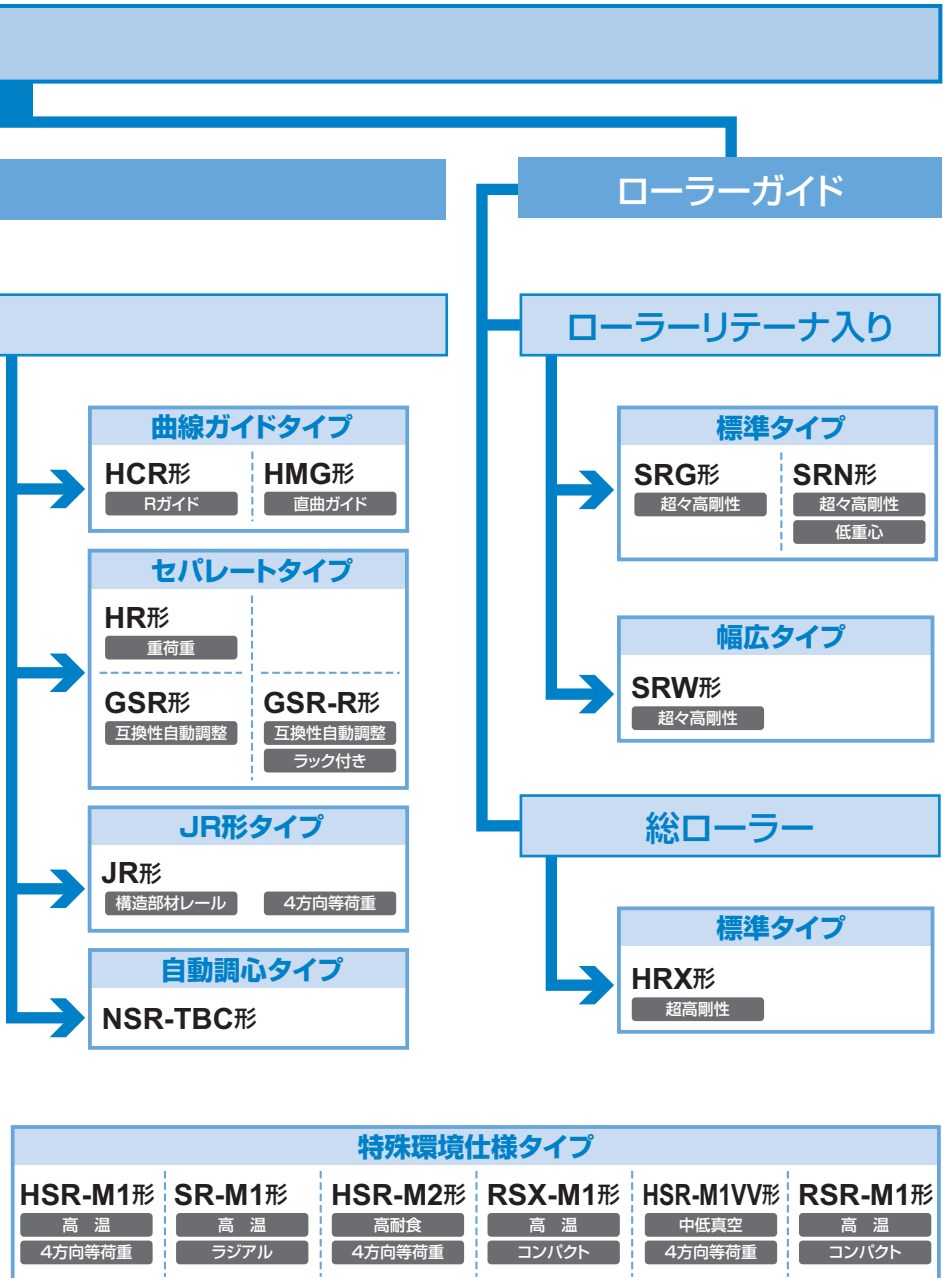 ローラーガイド
ローラーリテーナ入り
曲線ガイドタイプ
HCR形 HMG形
Rガイド 直曲ガイド
セパレートタイプ
HR形
重荷重
GSR形 GSR-R形
互換性自動調整 互換性自動調整
ラック付き
JR形タイプ
JR形
構造部材レール 4方向等荷重
自動調心タイプ
NSR-TBC形
標準タイプ
SRG形 SRN形
超々高剛性 超々高剛性
低重心
幅広タイプ
SRW形
超々高剛性
総ローラー
標準タイプ
HRX形
超高剛性
特殊環境仕様タイプ
HSR-M1形 SR-M1形 HSR-M2形 RSX-M1形 HSR-M1VV形 RSR-M1形
高　温 高　温 高耐食 高　温 中低真空 高　温
4方向等荷重 ラジアル 4方向等荷重 コンパクト 4方向等荷重 コンパクト